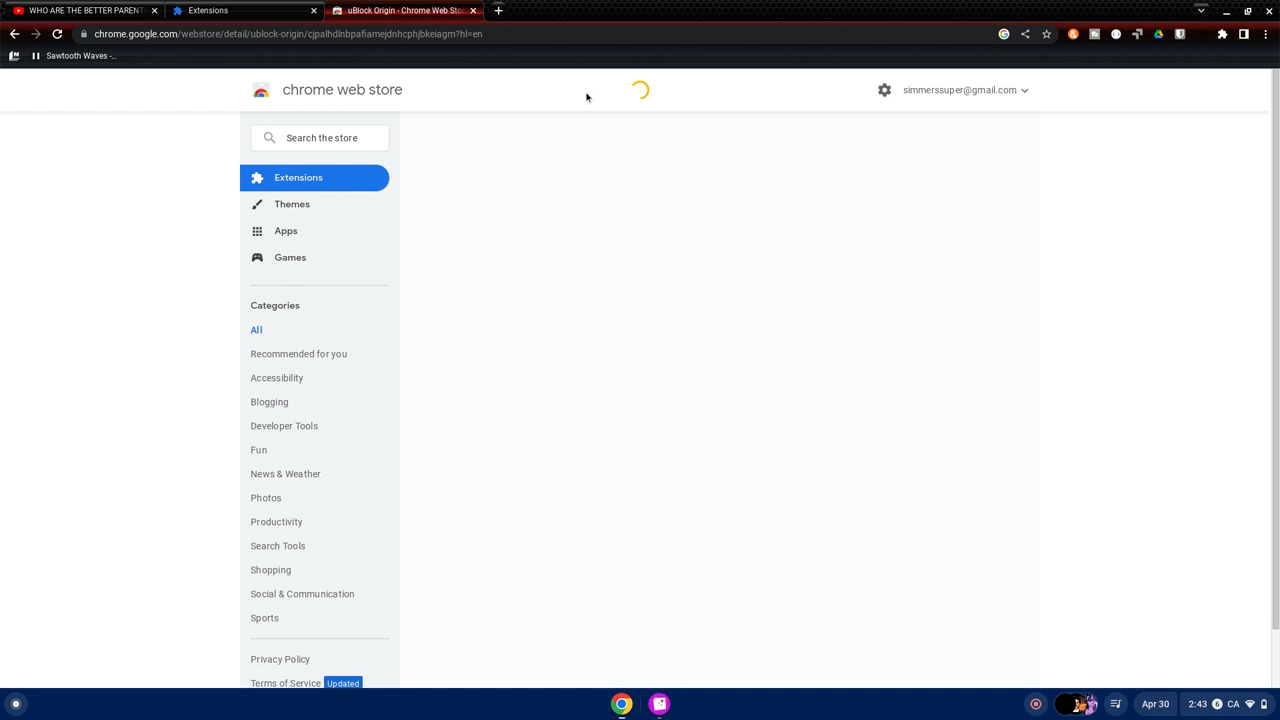 WHO ARE THE BETTER PARENT
Extensions
uBlock Origin - Chrome Web Sto
chrome.google.com/webstore/detail/ublock-origin/cjpalhdlnbpafiamejdnhcphjbkeiagm?hl=en
Sawtooth Waves -...
chrome web store
simmerssuper@gmail.com
Search the store
Extensions
Themes
Apps
Games
Categories
All
Recommended for you
Accessibility
Blogging
Developer Tools
Fun
News & Weather
Photos
Productivity
Search Tools
Shopping
Social & Communication
Sports
Privacy Policy
Terms of Service Updated
Apr 30 2:43 6 CA